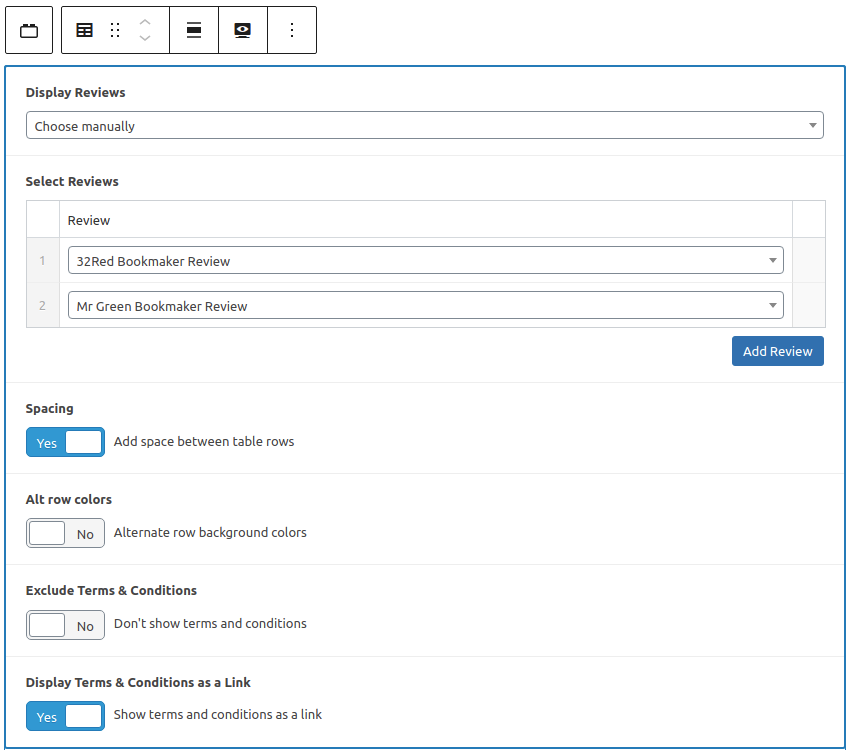 Display Reviews
Choose manually
Select Reviews
Review
1 32Red Bookmaker Review
2 Mr Green Bookmaker Review
Add Review
Spacing
Yes Add space between table rows
Alt row colors
No Alternate row background colors
Exclude Terms & Conditions
No Don't show terms and conditions
Display Terms & Conditions as a Link
Yes Show terms and conditions as a link